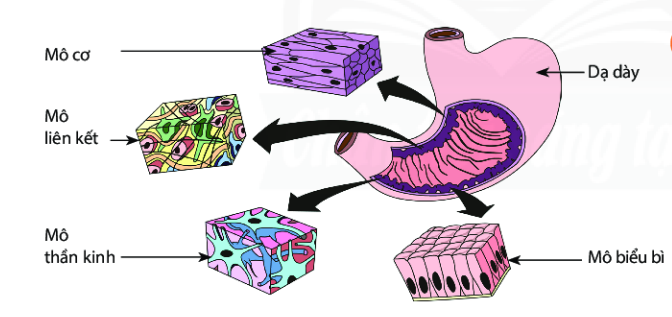 Mô cơ
Dạ dày
Mô
liên kết
Mô
thần kinh
Mô biểu bì